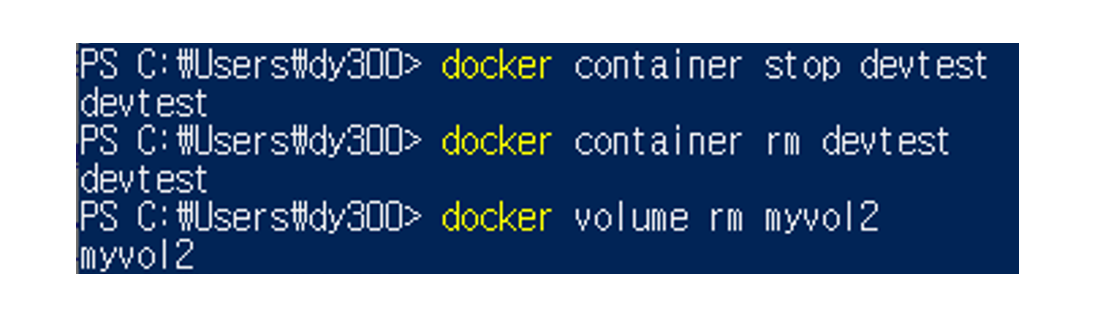 PS C:₩Users₩dy300> docker container stop devtest
devtest
PS C:₩Users₩dy300> docker container rm devtest
devtest
PS C:₩Users₩dy300> docker volume rm myvol2
myvol2